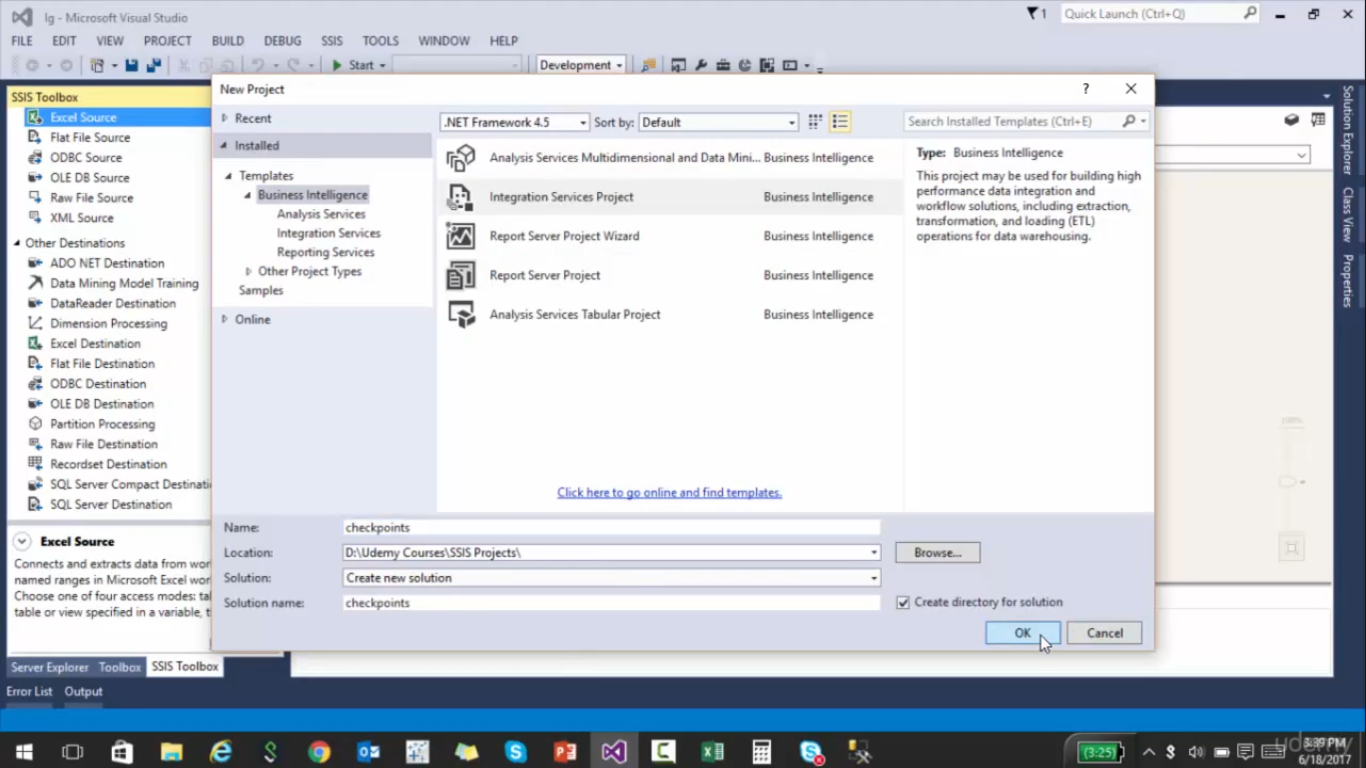 lg - Microsoft Visual Studio
1
Quick Launch (Ctrl+Q)
FILE EDIT VIEW PROJECT BUILD DEBUG SSIS TOOLS WINDOW HELP
Start
Development
SSIS Toolbox
Excel Source
Flat File Source
ODBC Source
OLE DB Source
Raw File Source
XML Source
Other Destinations
ADO NET Destination
Data Mining Model Training
DataReader Destination
Dimension Processing
Excel Destination
Flat File Destination
ODBC Destination
OLE DB Destination
Partition Processing
Raw File Destination
Recordset Destination
SQL Server Compact Destinati
SQL Server Destination
Excel Source
Connects and extracts data from wor
named ranges in Microsoft Excel wor
Choose one of four access modes: tal
table or view specified in a variable, t
Server Explorer Toolbox SSIS Toolbox
Error List Output
New Project
?
Recent
Installed
Templates
Business Intelligence
Analysis Services
Integration Services
Reporting Services
Other Project Types
Samples
Online
.NET Framework 4.5 Sort by: Default
Search Installed Templates (Ctrl+E)
Analysis Services Multidimensional and Data Mini... Business Intelligence
Integration Services Project Business Intelligence
Report Server Project Wizard Business Intelligence
Report Server Project Business Intelligence
Analysis Services Tabular Project Business Intelligence
Click here to go online and find templates.
Type: Business Intelligence
This project may be used for building high
performance data integration and
workflow solutions, including extraction,
transformation, and loading (ETL)
operations for data warehousing.
Name: checkpoints
Location: D:\Udemy Courses\SSIS Projects\
Browse...
Solution: Create new solution
Solution name: checkpoints
Create directory for solution
OK Cancel
Solution Explorer
Class View
Properties
100%
(3:25)
3:39 PM
6/18/2017
udemy